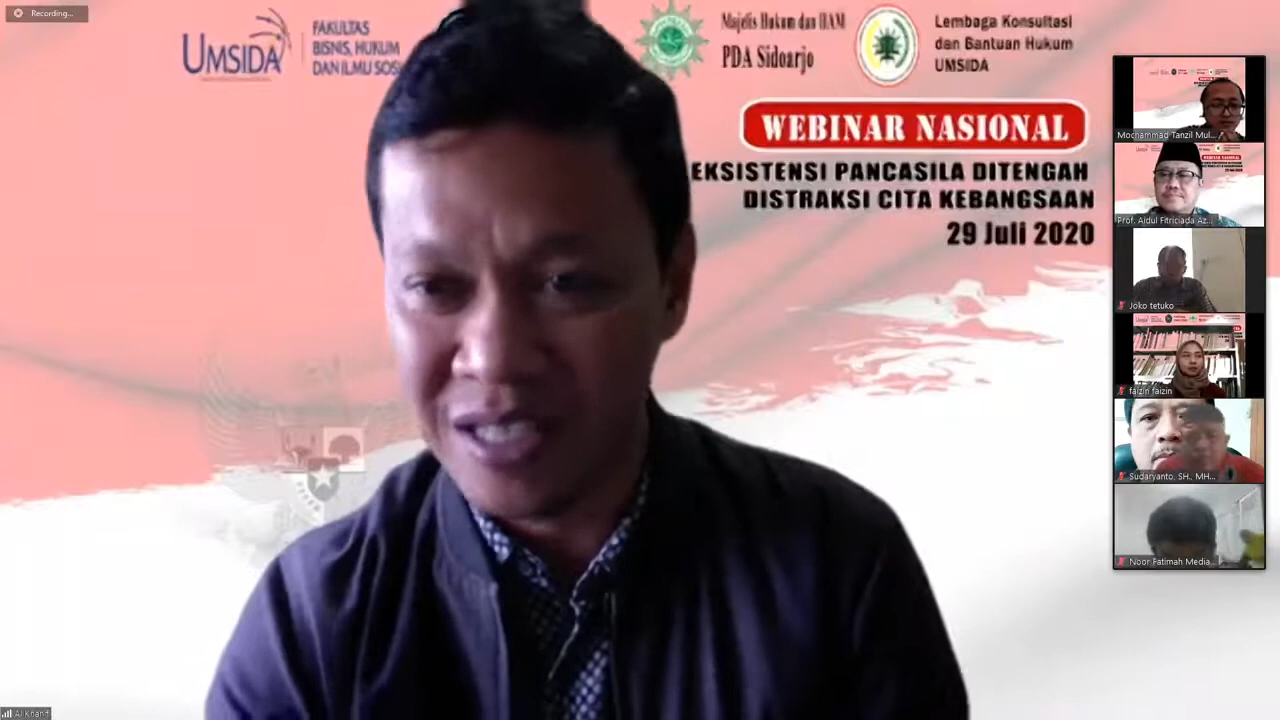 Recording...
UMSIDA
FAKULTAS
BISNIS, HUKUM
DAN ILMU SOSI
Majelis Hukum dan HAM
PDA Sidoarjo
Lembaga Konsultasi
dan Bantuan Hukum
UMSIDA
WEBINAR NASIONAL
EKSISTENSI PANCASILA DITENGAH
DISTRAKSI CITA KEBANGSAAN
29 Juli 2020
Mochammad Tanzil Mul...
Prof. Aidul Fitriciada Az...
Joko tetuko
faizin faizin
Sudaryanto, SH., MH...
Noor Fatimah Media...